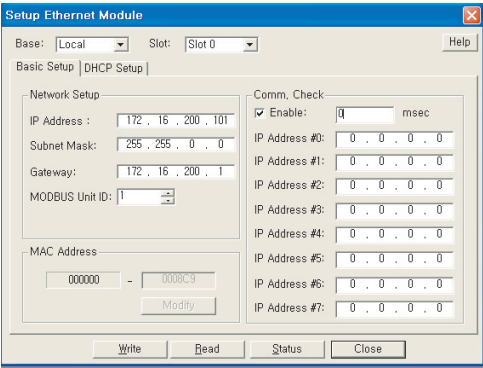 Setup Ethernet Module
Base: Local Slot: Slot 0 Help
Basic Setup DHCP Setup
Network Setup
IP Address : 172 . 16 . 200 . 101
Subnet Mask: 255 . 255 . 0 . 0
Gateway: 172 . 16 . 200 . 1
MODBUS Unit ID: 1
MAC Address
000000 - 0008C9
Modify
Comm, Check
Enable: 0 msec
IP Address #0: 0 . 0 . 0 . 0
IP Address #1: 0 . 0 . 0 . 0
IP Address #2: 0 . 0 . 0 . 0
IP Address #3: 0 . 0 . 0 . 0
IP Address #4: 0 . 0 . 0 . 0
IP Address #5: 0 . 0 . 0 . 0
IP Address #6: 0 . 0 . 0 . 0
IP Address #7: 0 . 0 . 0 . 0
Write Read Status Close